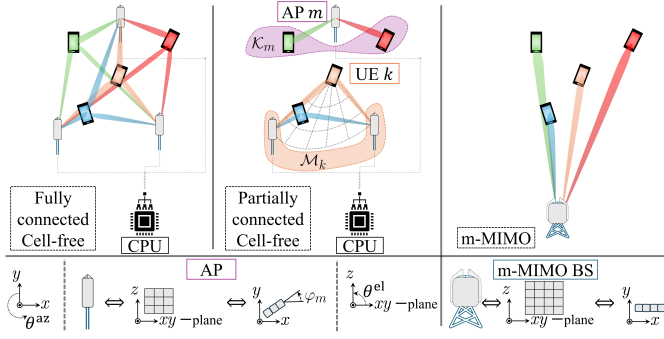 AP m
𝒦ₘ
UE k
ℳₖ
Fully
connected
Cell-free
CPU
Partially
connected
Cell-free
CPU
m-MIMO
AP
m-MIMO BS
y
x
θᵃᶻ
z
xy−plane
y
φₘ
x
z
θᵉˡ
xy−plane
z
xy−plane
y
x